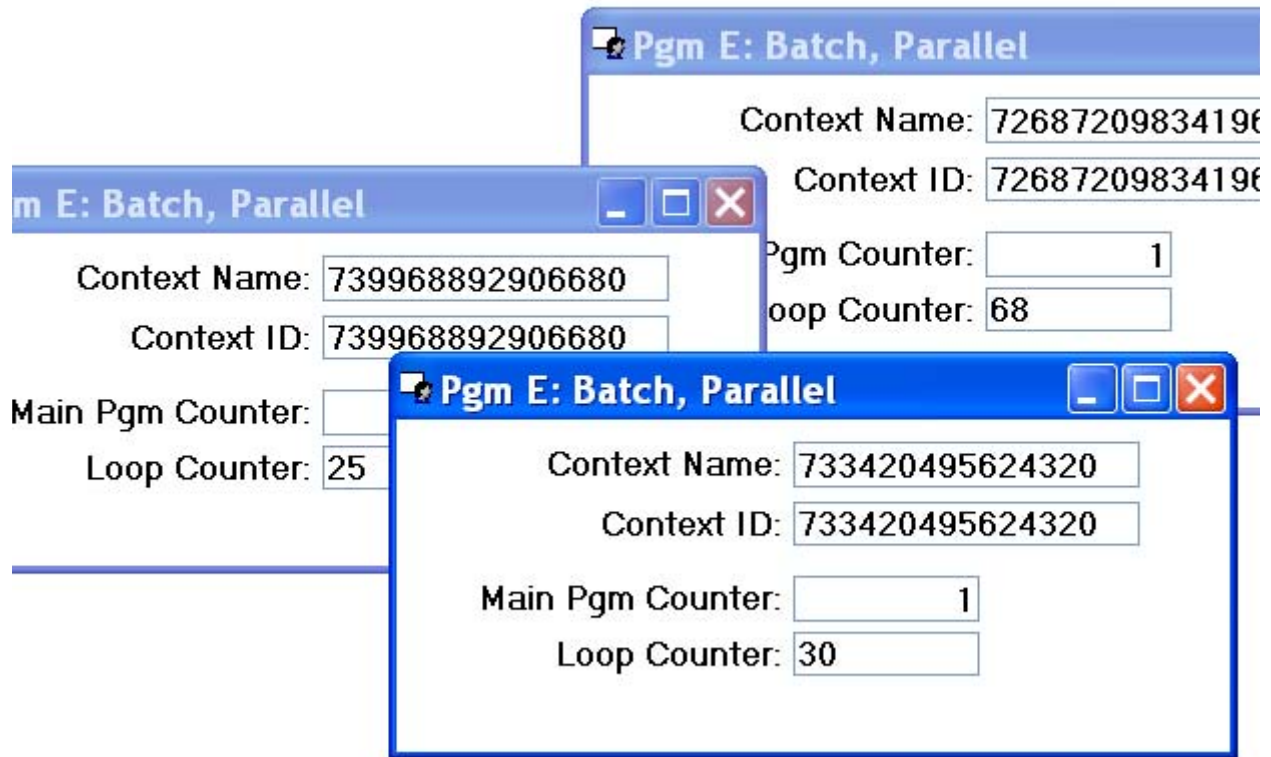 Pgm E: Batch, Parallel
Context Name: 72687209834196
Context ID: 72687209834196
Pgm Counter: 1
oop Counter: 68
m E: Batch, Parallel
Context Name: 739968892906680
Context ID: 739968892906680
Main Pgm Counter:
Loop Counter: 25
Pgm E: Batch, Parallel
Context Name: 733420495624320
Context ID: 733420495624320
Main Pgm Counter: 1
Loop Counter: 30